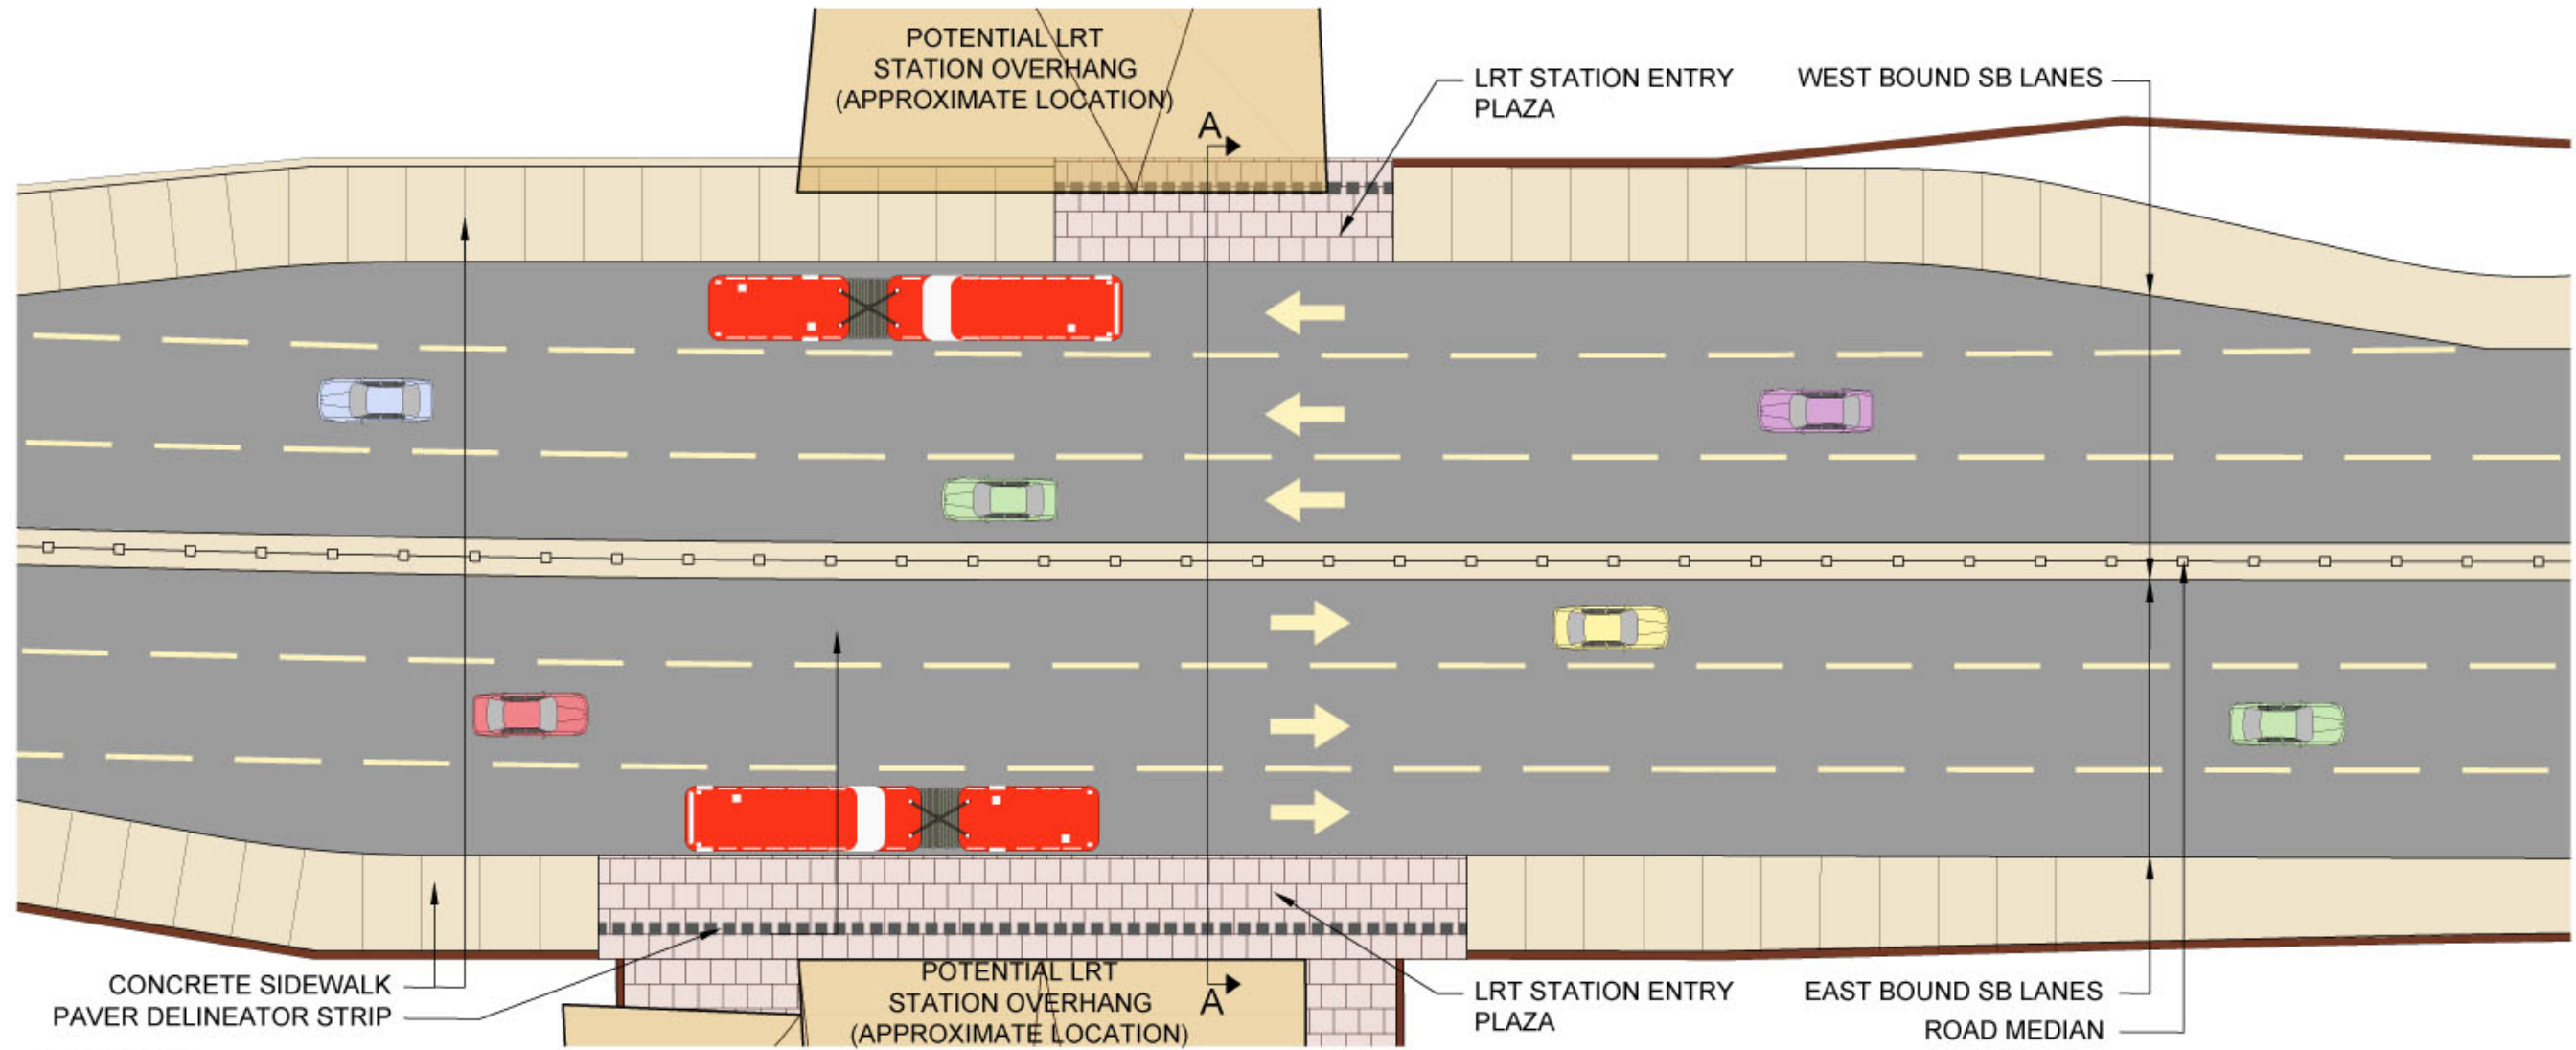 POTENTIAL LRT
STATION OVERHANG
(APPROXIMATE LOCATION)
A
LRT STATION ENTRY
PLAZA
WEST BOUND SB LANES
CONCRETE SIDEWALK
PAVER DELINEATOR STRIP
POTENTIAL LRT
STATION OVERHANG
(APPROXIMATE LOCATION)
A
LRT STATION ENTRY
PLAZA
EAST BOUND SB LANES
ROAD MEDIAN